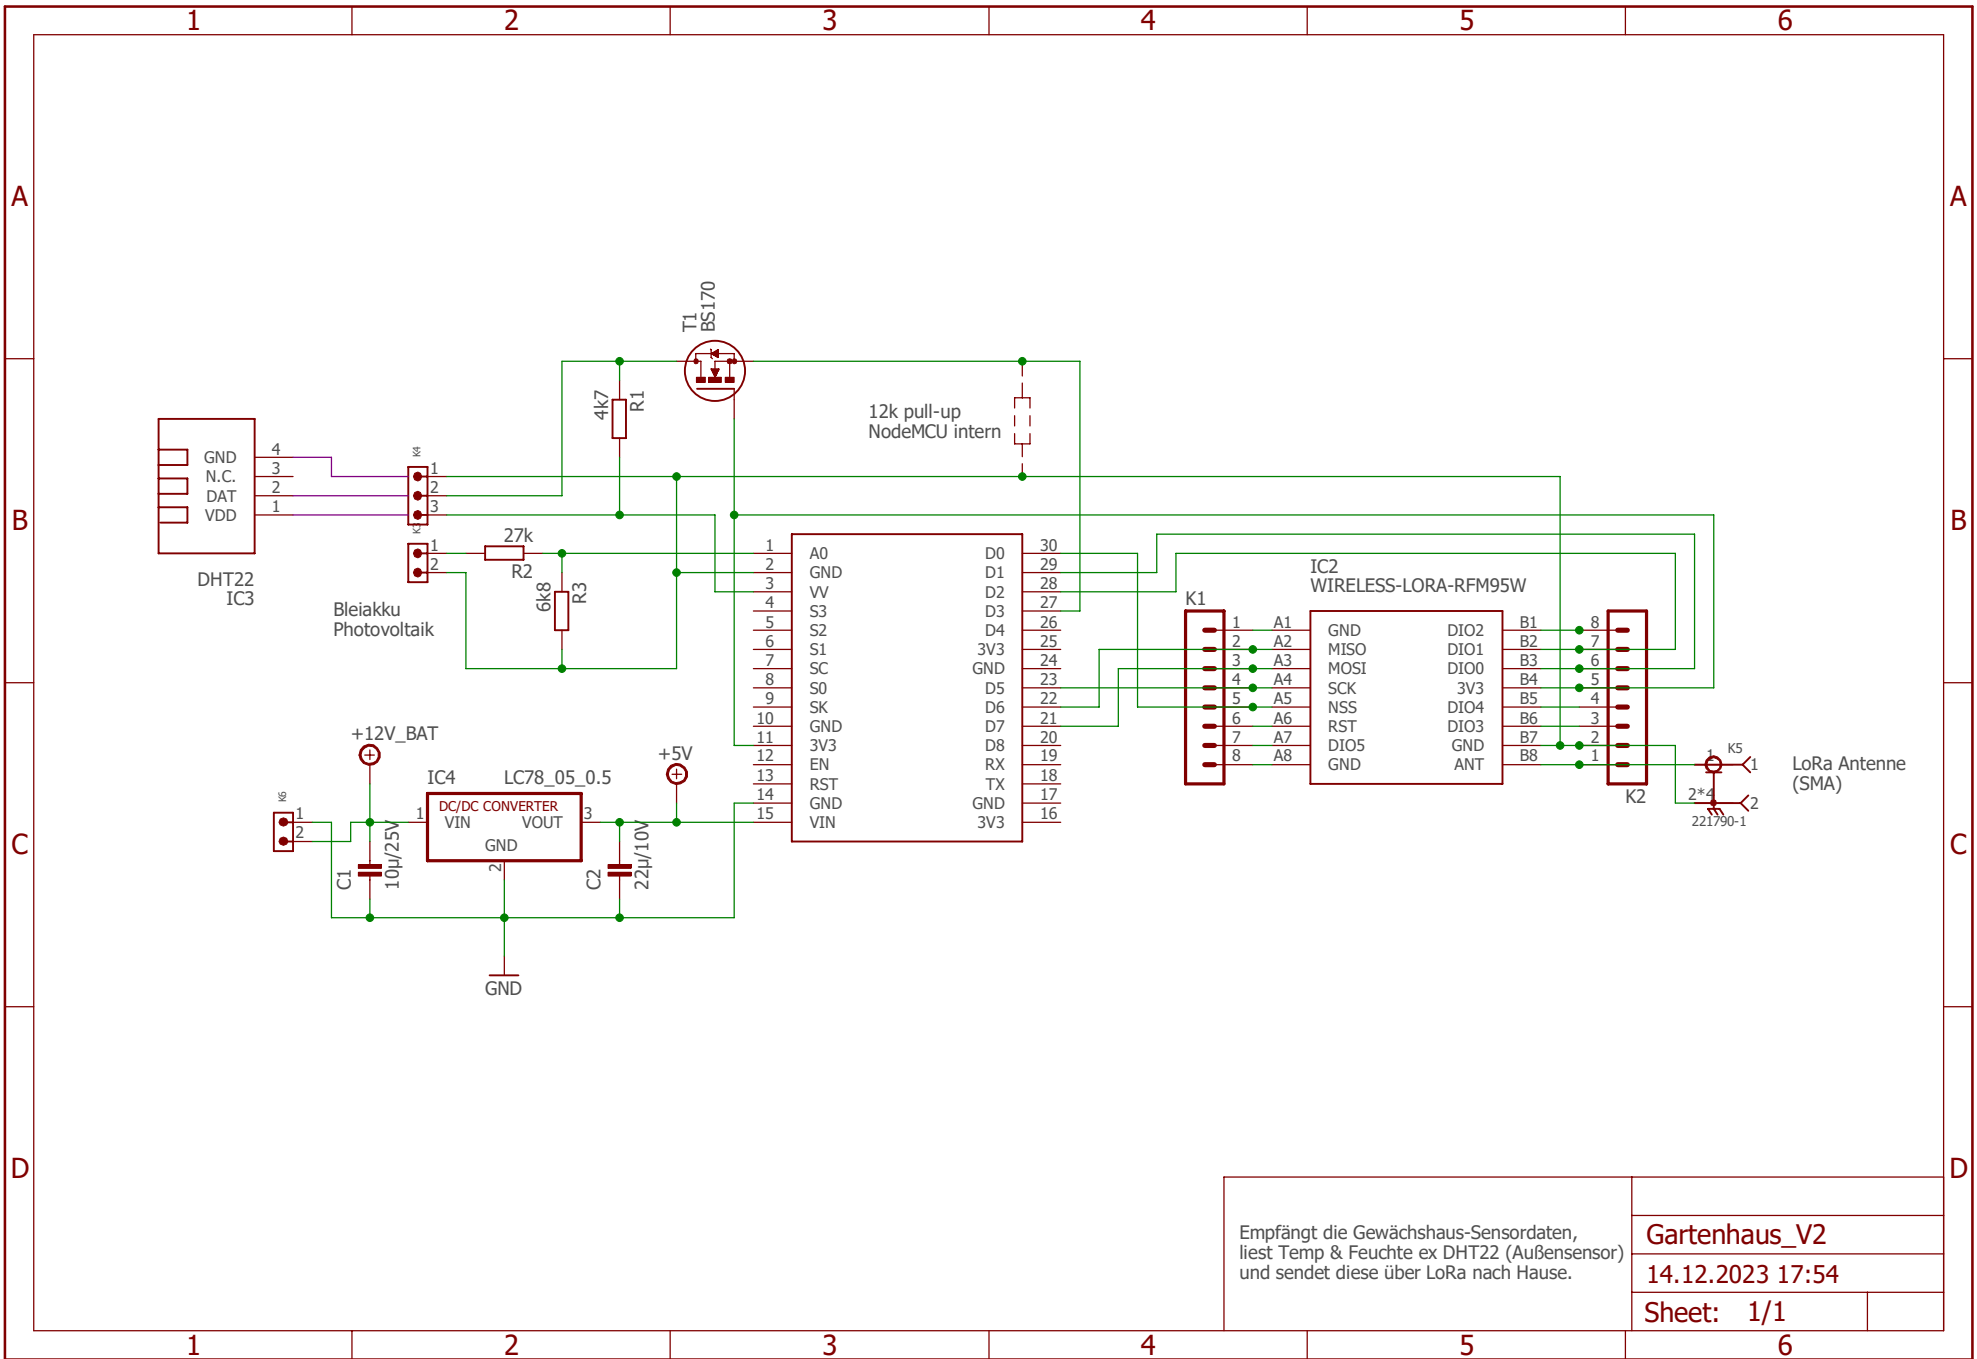 1 2 3 4 5 6
A A
B B
C C
D D
T1
BS170
4k7
R1
12k pull-up
NodeMCU intern
GND 4
N.C. 3
DAT 2
VDD 1
DHT22
IC3
K4
1
2
3
K3
1
2
27k
R2
6k8
R3
Bleiakku
Photovoltaik
1 A0 D0 30
2 GND D1 29
3 VV D2 28
4 S3 D3 27
5 S2 D4 26
6 S1 3V3 25
7 SC GND 24
8 S0 D5 23
9 SK D6 22
10 GND D7 21
11 3V3 D8 20
12 EN RX 19
13 RST TX 18
14 GND GND 17
15 VIN 3V3 16
IC2
WIRELESS-LORA-RFM95W
K1
1 A1 GND DIO2 B1 8
2 A2 MISO DIO1 B2 7
3 A3 MOSI DIO0 B3 6
4 A4 SCK 3V3 B4 5
5 A5 NSS DIO4 B5 4
6 A6 RST DIO3 B6 3
7 A7 DIO5 GND B7 2
8 A8 GND ANT B8 1
K2
K5
1
1
2*4
2
221790-1
LoRa Antenne
(SMA)
+12V_BAT
+5V
IC4 LC78_05_0.5
DC/DC CONVERTER
1 VIN VOUT 3
GND
2
K6
1
2
C1
10µ/25V
C2
22µ/10V
GND
Empfängt die Gewächshaus-Sensordaten,
liest Temp & Feuchte ex DHT22 (Außensensor)
und sendet diese über LoRa nach Hause.
Gartenhaus_V2
14.12.2023 17:54
Sheet: 1/1
1 2 3 4 5 6